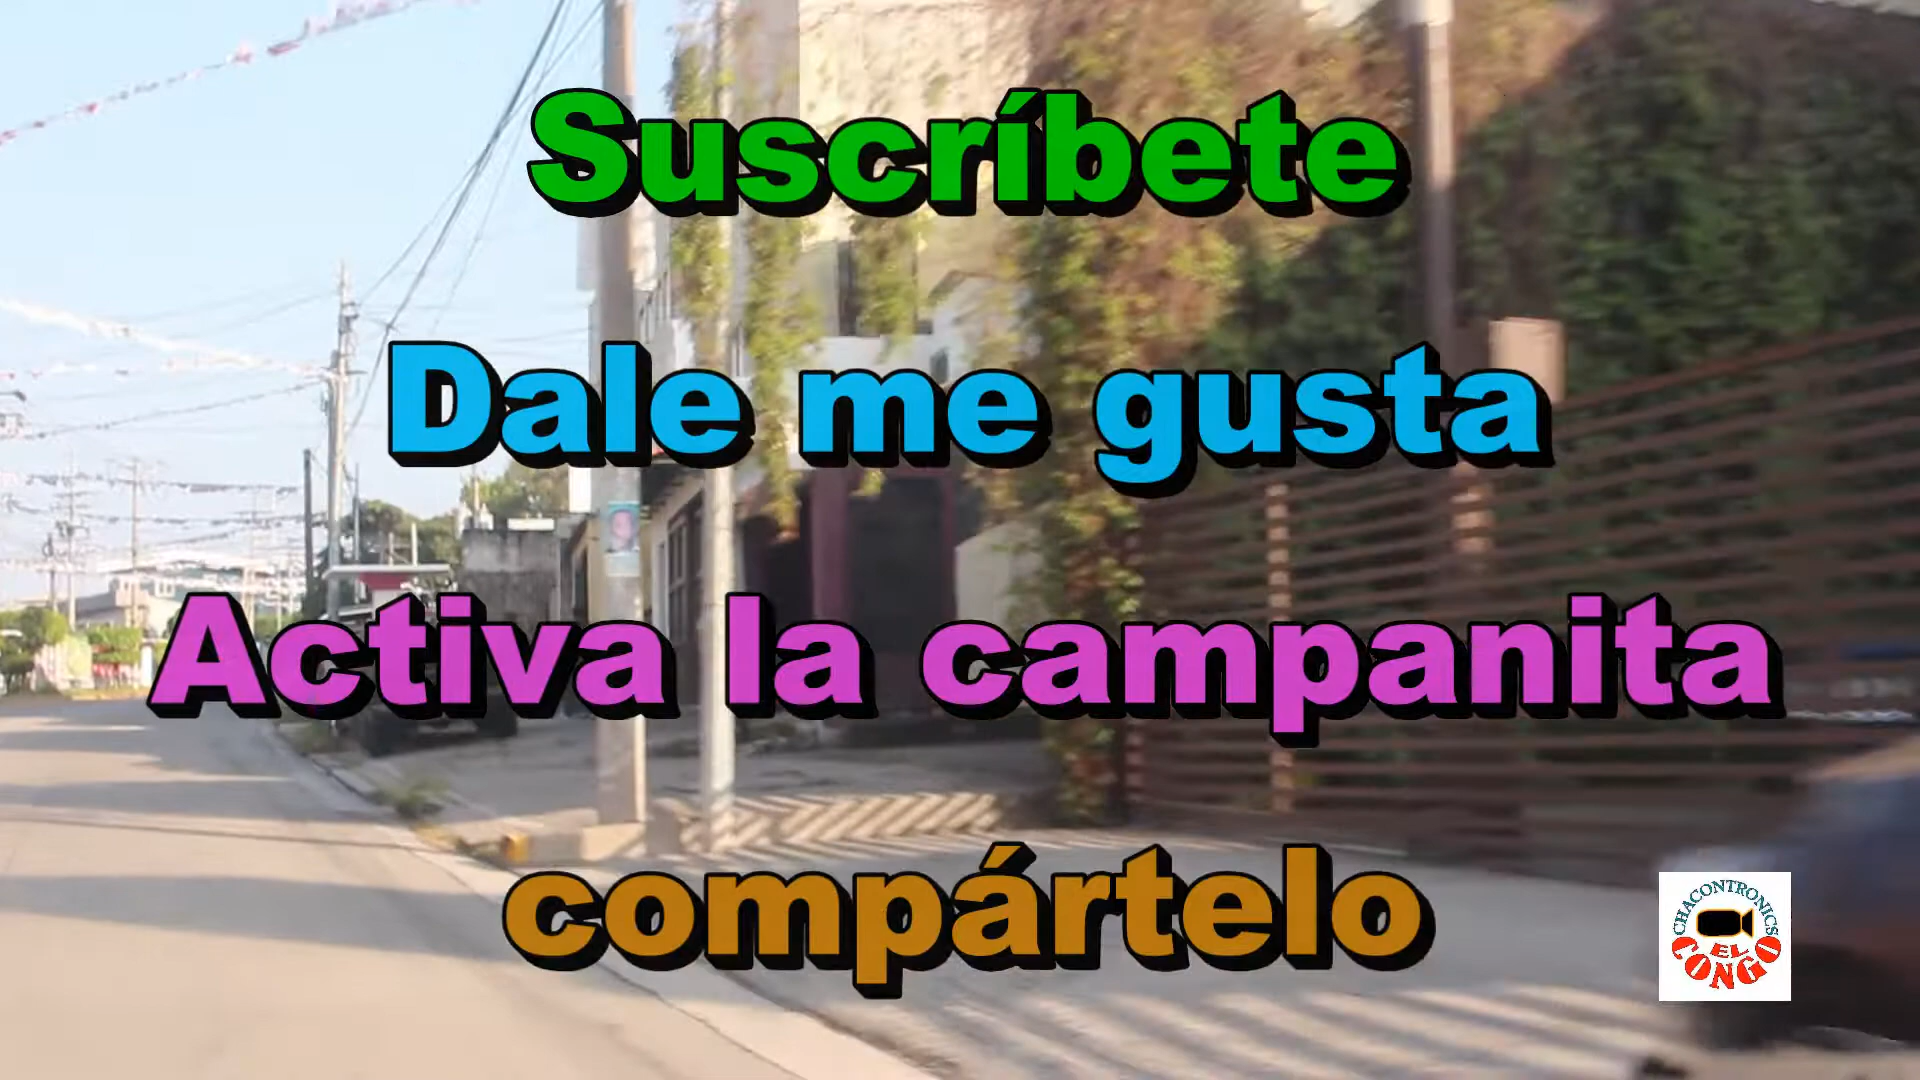 Suscríbete
Dale me gusta
Activa la campanita
compártelo
CHACONTRONICS
EL
CONGO